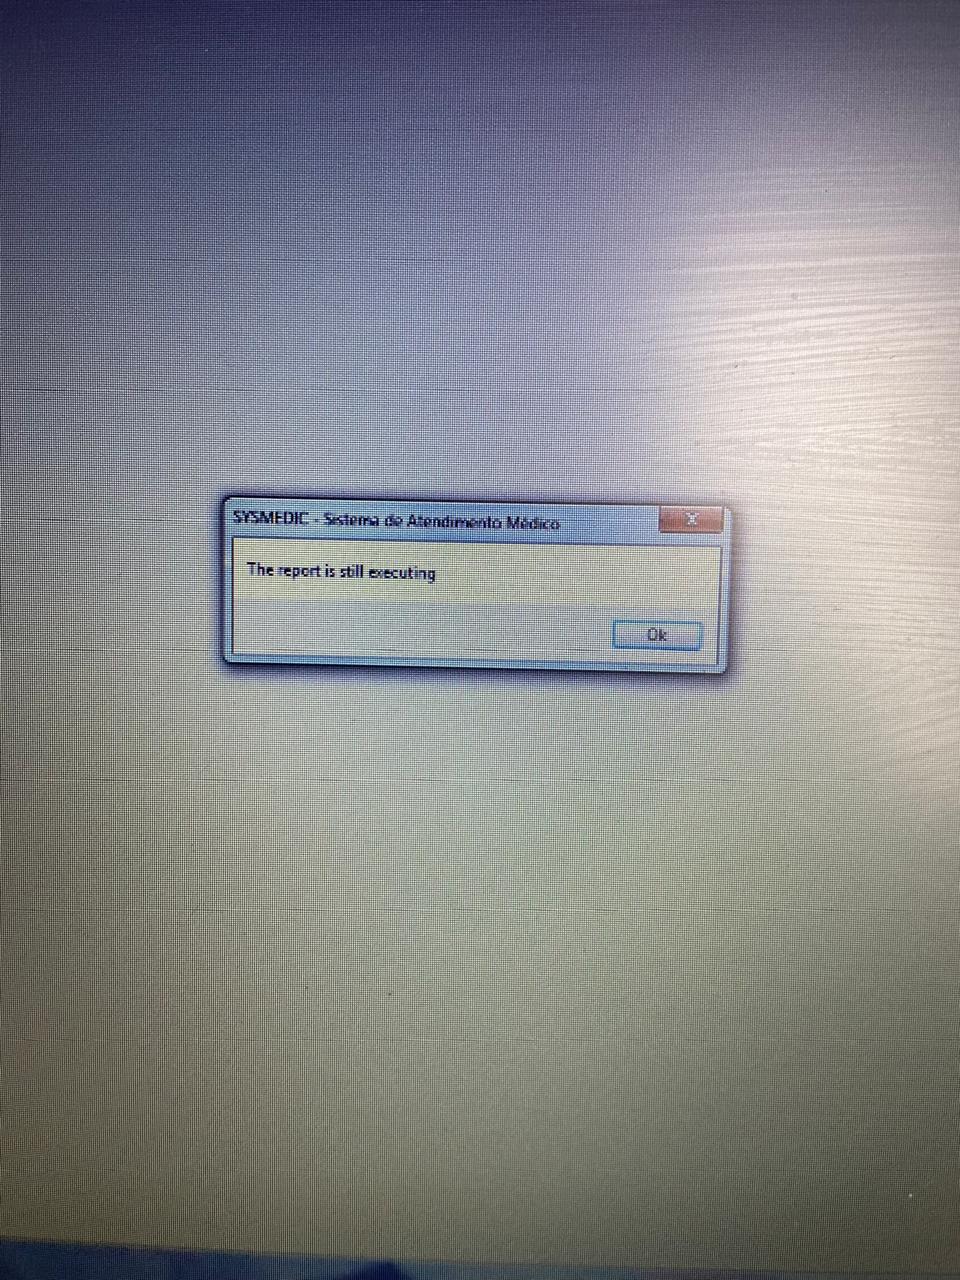 SYSMEDIC - Sistema de Atendimento Médico
X
The report is still executing
Ok